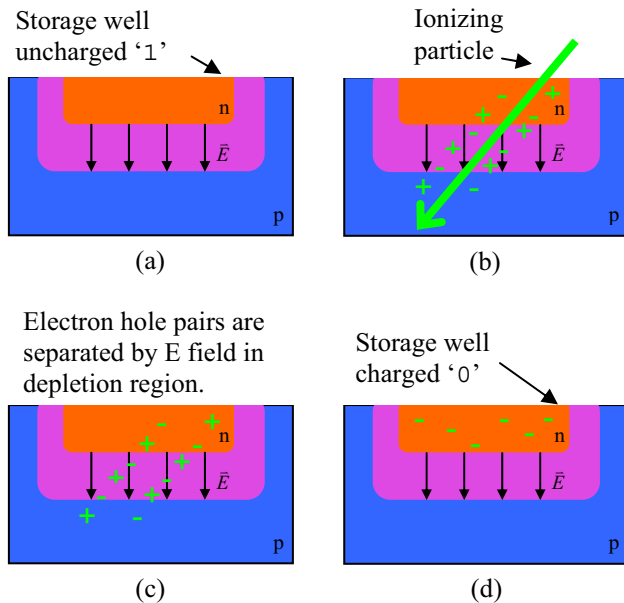 Storage well
uncharged ‘1’
n
E⃗
p
(a)
Ionizing
particle
n
E⃗
p
(b)
Electron hole pairs are
separated by E field in
depletion region.
n
E⃗
p
(c)
Storage well
charged ‘0’
n
E⃗
p
(d)